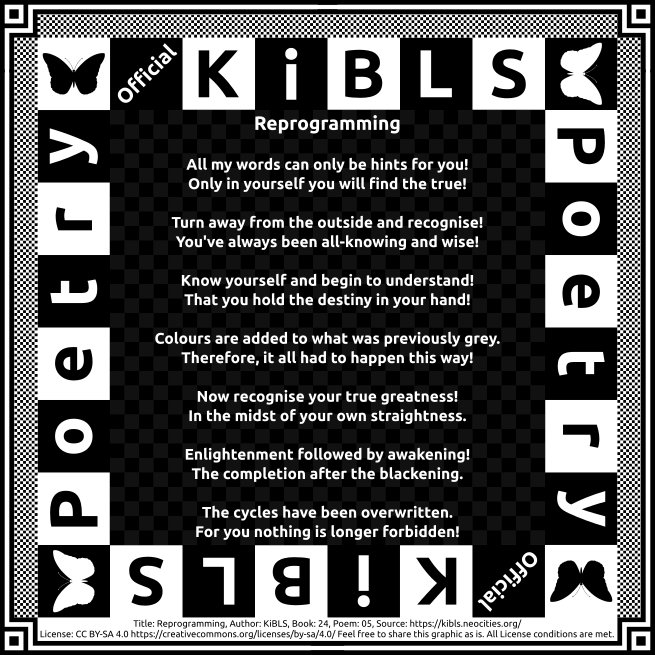 Official KiBLS
Poetry
Poetry
Reprogramming
All my words can only be hints for you!
Only in yourself you will find the true!
Turn away from the outside and recognise!
You've always been all-knowing and wise!
Know yourself and begin to understand!
That you hold the destiny in your hand!
Colours are added to what was previously grey.
Therefore, it all had to happen this way!
Now recognise your true greatness!
In the midst of your own straightness.
Enlightenment followed by awakening!
The completion after the blackening.
The cycles have been overwritten.
For you nothing is longer forbidden!
Official KiBLS
Title: Reprogramming, Author: KiBLS, Book: 24, Poem: 05, Source: https://kibls.neocities.org/
License: CC BY-SA 4.0 https://creativecommons.org/licenses/by-sa/4.0/ Feel free to share this graphic as is. All License conditions are met.